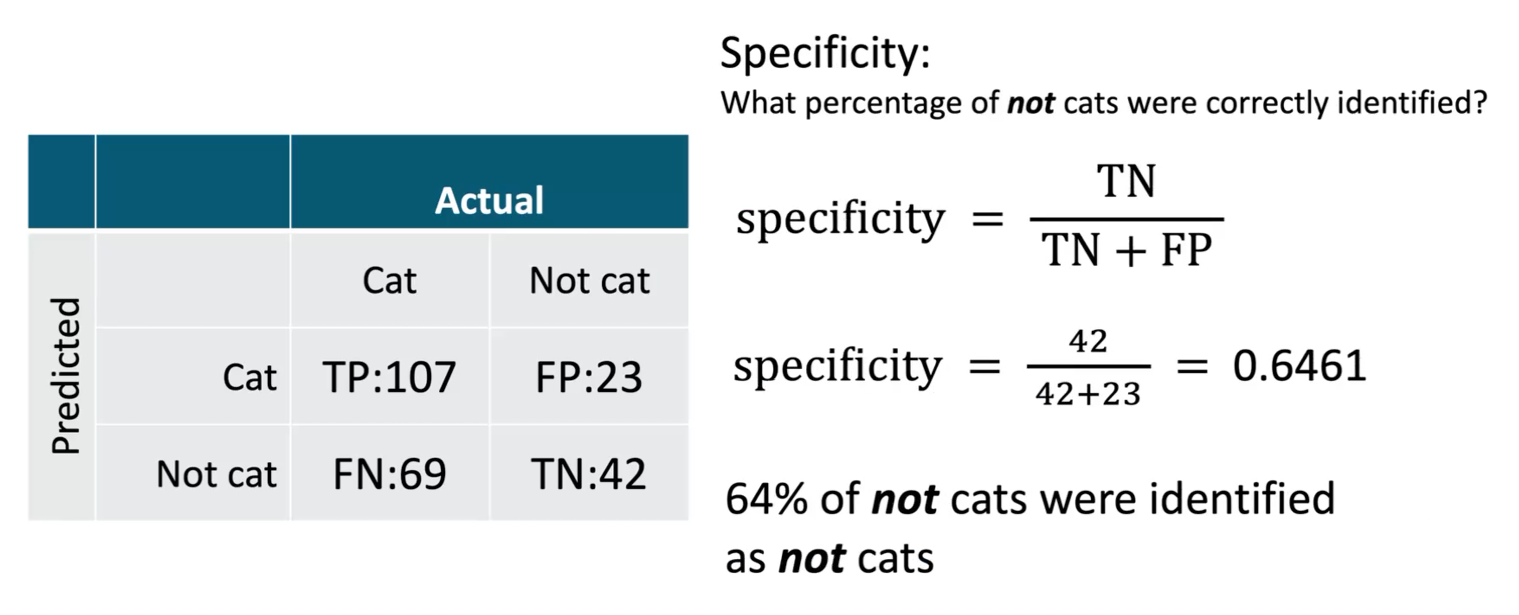 Specificity:
What percentage of not cats were correctly identified?
Actual
Predicted
Cat Not cat
Cat TP:107 FP:23
Not cat FN:69 TN:42
specificity = TN / TN + FP
specificity = 42 / 42+23 = 0.6461
64% of not cats were identified
as not cats